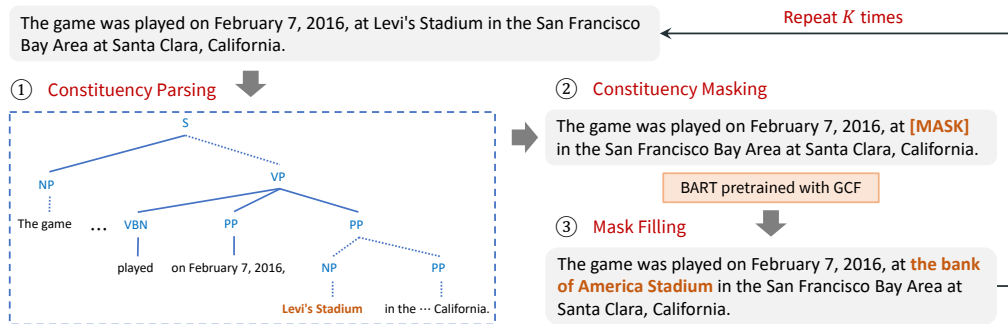 The game was played on February 7, 2016, at Levi's Stadium in the San Francisco
Bay Area at Santa Clara, California.
Repeat K times
① Constituency Parsing
S
NP
VP
The game
...
VBN
PP
PP
played
on February 7, 2016,
NP
PP
Levi's Stadium
in the ··· California.
② Constituency Masking
The game was played on February 7, 2016, at [MASK]
in the San Francisco Bay Area at Santa Clara, California.
BART pretrained with GCF
③ Mask Filling
The game was played on February 7, 2016, at the bank
of America Stadium in the San Francisco Bay Area at
Santa Clara, California.